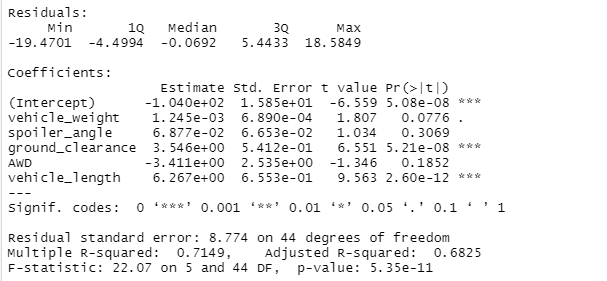 Residuals:
Min 1Q Median 3Q Max
-19.4701 -4.4994 -0.0692 5.4433 18.5849
Coefficients:
Estimate Std. Error t value Pr(>|t|)
(Intercept) -1.040e+02 1.585e+01 -6.559 5.08e-08 ***
vehicle_weight 1.245e-03 6.890e-04 1.807 0.0776 .
spoiler_angle 6.877e-02 6.653e-02 1.034 0.3069
ground_clearance 3.546e+00 5.412e-01 6.551 5.21e-08 ***
AWD -3.411e+00 2.535e+00 -1.346 0.1852
vehicle_length 6.267e+00 6.553e-01 9.563 2.60e-12 ***
---
Signif. codes: 0 ‘***’ 0.001 ‘**’ 0.01 ‘*’ 0.05 ‘.’ 0.1 ‘ ’ 1
Residual standard error: 8.774 on 44 degrees of freedom
Multiple R-squared: 0.7149, Adjusted R-squared: 0.6825
F-statistic: 22.07 on 5 and 44 DF, p-value: 5.35e-11